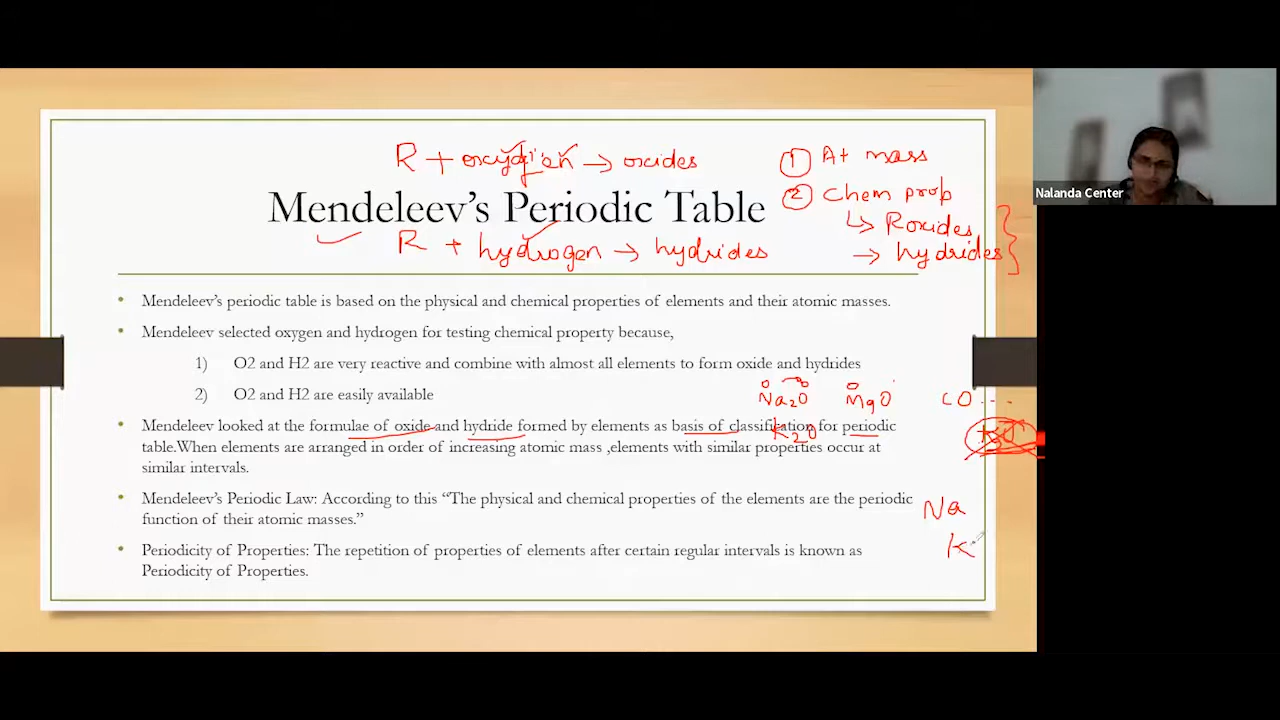 R + oxygen → oxides
① At mass
② Chem prop
↳ R oxides
→ hydrides
Nalanda Center
Mendeleev's Periodic Table
R + hydrogen → hydrides
• Mendeleev's periodic table is based on the physical and chemical properties of elements and their atomic masses.
• Mendeleev selected oxygen and hydrogen for testing chemical property because,
1) O2 and H2 are very reactive and combine with almost all elements to form oxide and hydrides
2) O2 and H2 are easily available
Na₂O MgO CO ....
K₂O
• Mendeleev looked at the formulae of oxide and hydride formed by elements as basis of classification for periodic
table.When elements are arranged in order of increasing atomic mass ,elements with similar properties occur at
similar intervals.
• Mendeleev's Periodic Law: According to this “The physical and chemical properties of the elements are the periodic
function of their atomic masses.”
Na
K
• Periodicity of Properties: The repetition of properties of elements after certain regular intervals is known as
Periodicity of Properties.